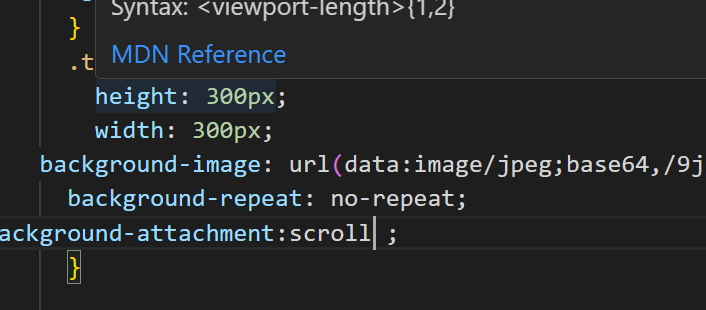 Syntax: <viewport-length>{1,2}
}
MDN Reference
.t
height: 300px;
width: 300px;
background-image: url(data:image/jpeg;base64,/9j
background-repeat: no-repeat;
ackground-attachment:scroll ;
}